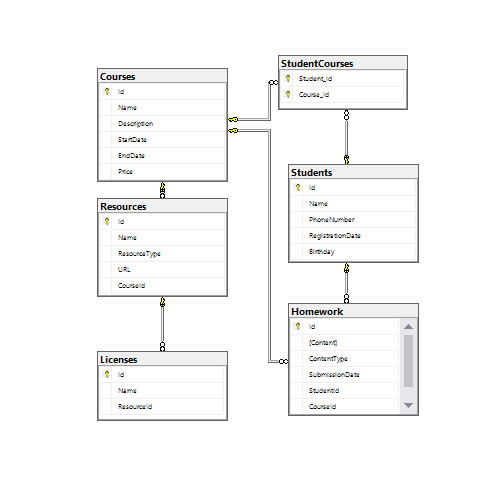 Courses
Id
Name
Description
StartDate
EndDate
Price
StudentCourses
Student_Id
Course_Id
Students
Id
Name
PhoneNumber
RegistrationDate
Birthday
Resources
Id
Name
ResourceType
URL
CourseId
Homework
Id
[Content]
ContentType
SubmissionDate
StudentId
CourseId
Licenses
Id
Name
ResourceId